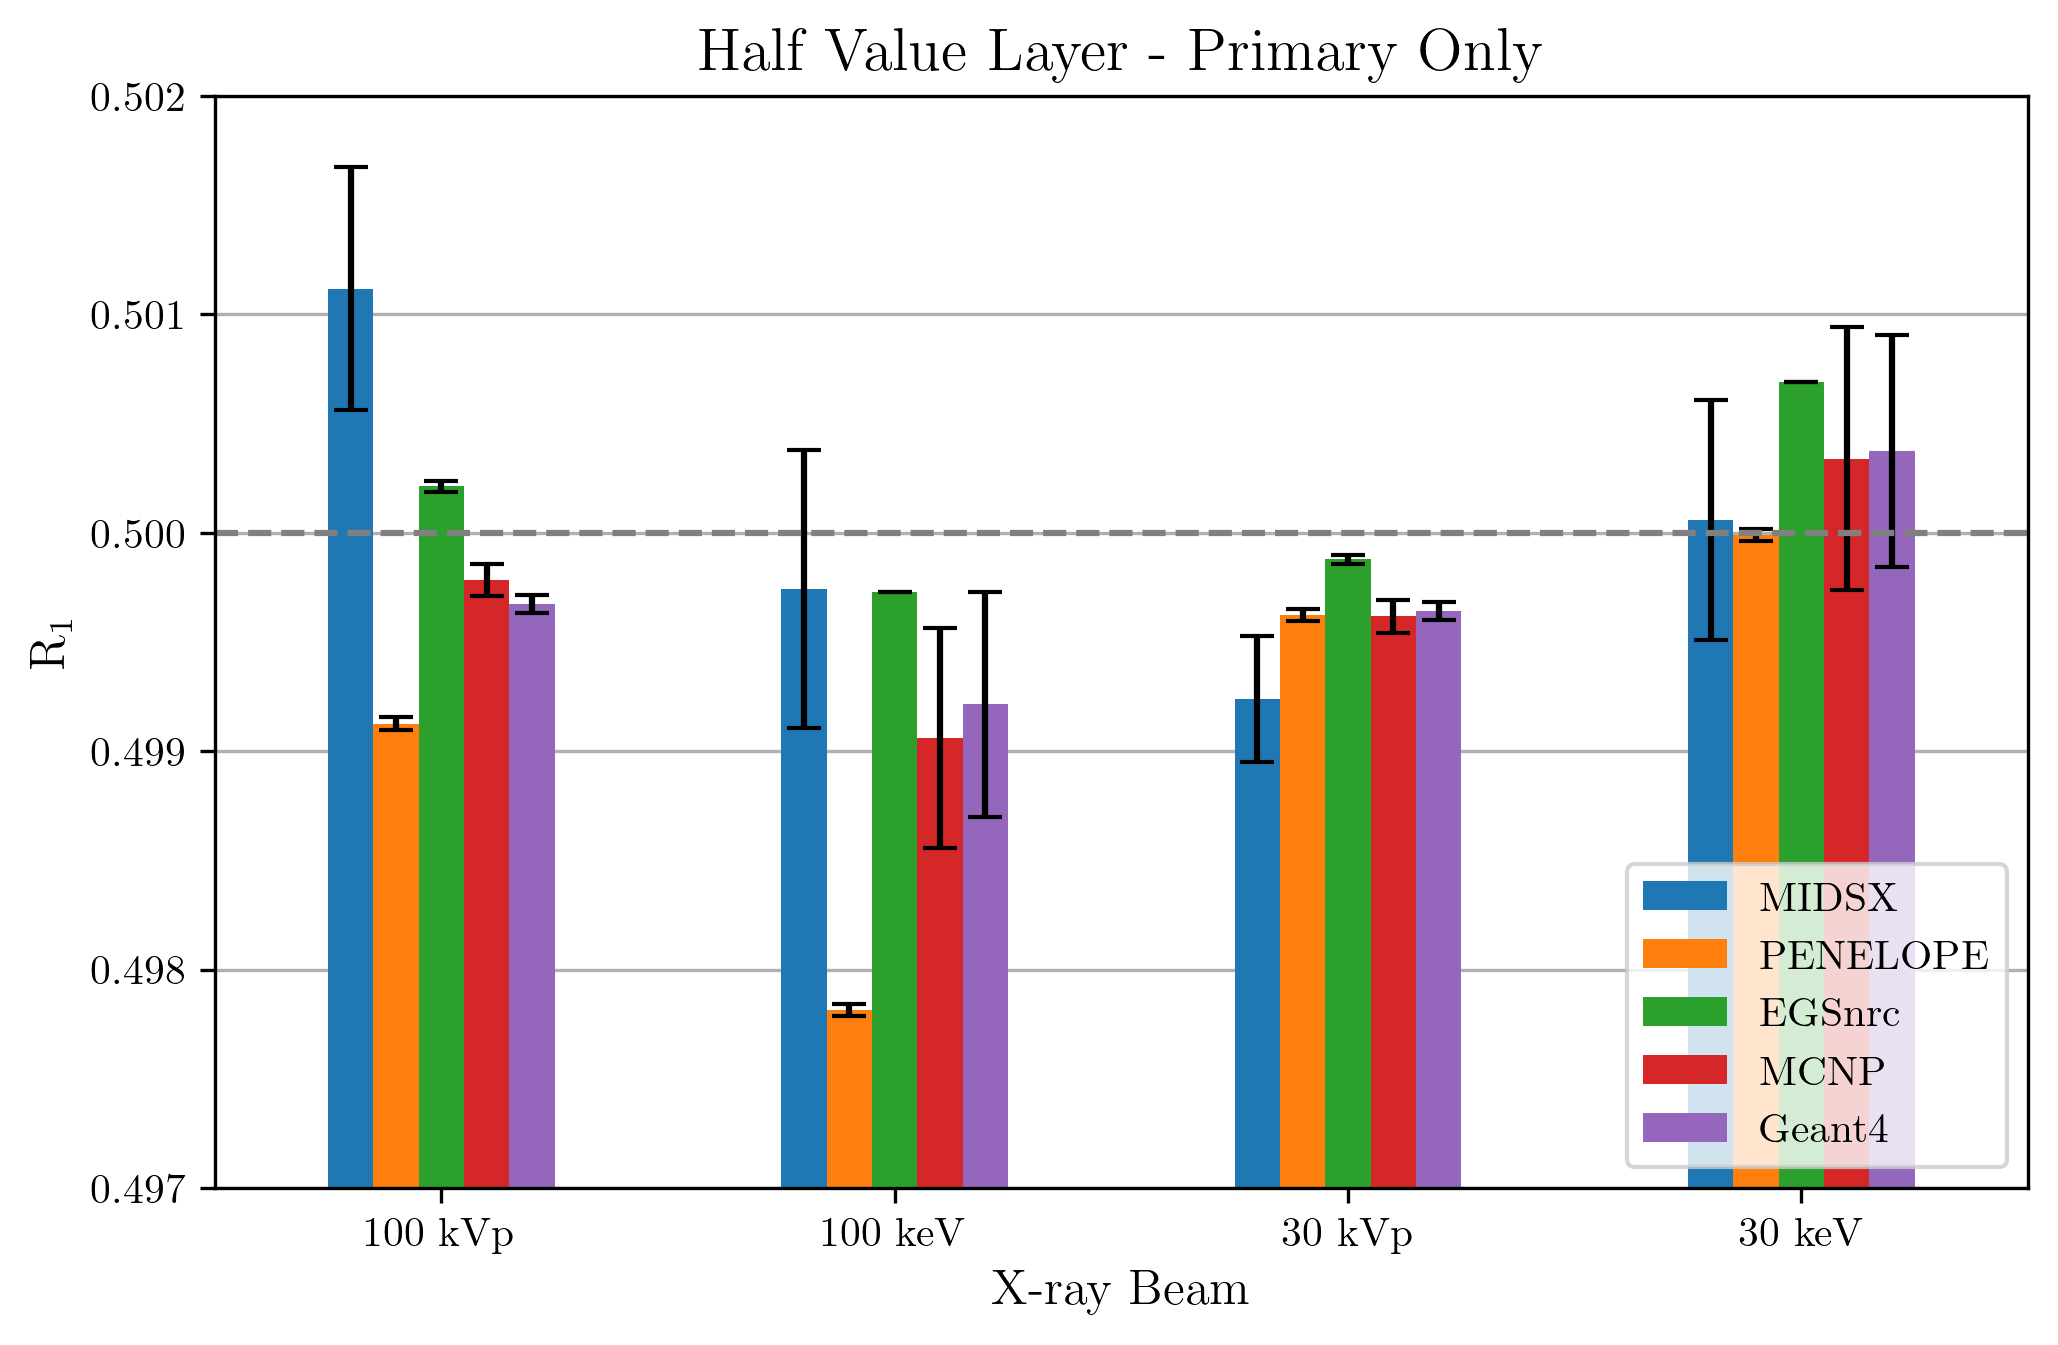 Half Value Layer - Primary Only
0.502
0.501
0.500
0.499
0.498
0.497
R1
100 kVp
100 keV
30 kVp
30 keV
X-ray Beam
MIDSX
PENELOPE
EGSnrc
MCNP
Geant4